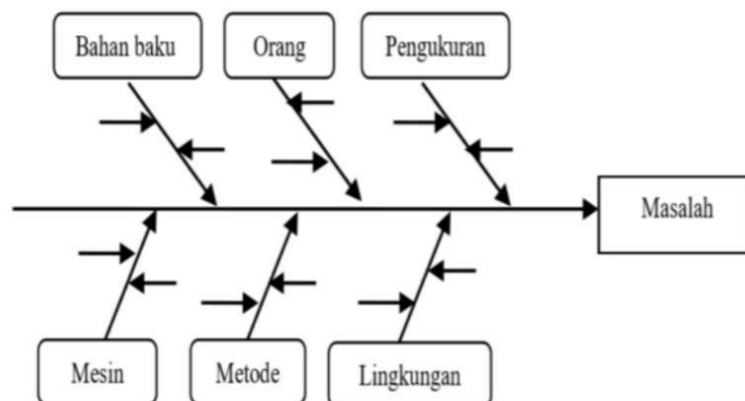 Bahan baku
Orang
Pengukuran
Masalah
Mesin
Metode
Lingkungan